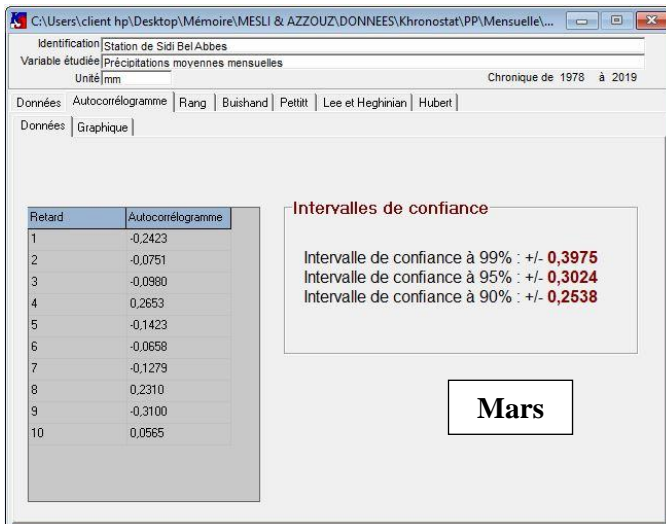 C:\Users\client hp\Desktop\Mémoire\MESLI & AZZOUZ\DONNEES\Khronostat\PP\Mensuelle\...
Identification Station de Sidi Bel Abbes
Variable étudiée Précipitations moyennes mensuelles
Unité mm Chronique de 1978 à 2019
Données Autocorrélogramme Rang Buishand Pettitt Lee et Heghinian Hubert
Données Graphique
Retard Autocorrélogramme
1 -0,2423
2 -0,0751
3 -0,0980
4 0,2653
5 -0,1423
6 -0,0658
7 -0,1279
8 0,2310
9 -0,3100
10 0,0565
Intervalles de confiance
Intervalle de confiance à 99% : +/- 0,3975
Intervalle de confiance à 95% : +/- 0,3024
Intervalle de confiance à 90% : +/- 0,2538
Mars